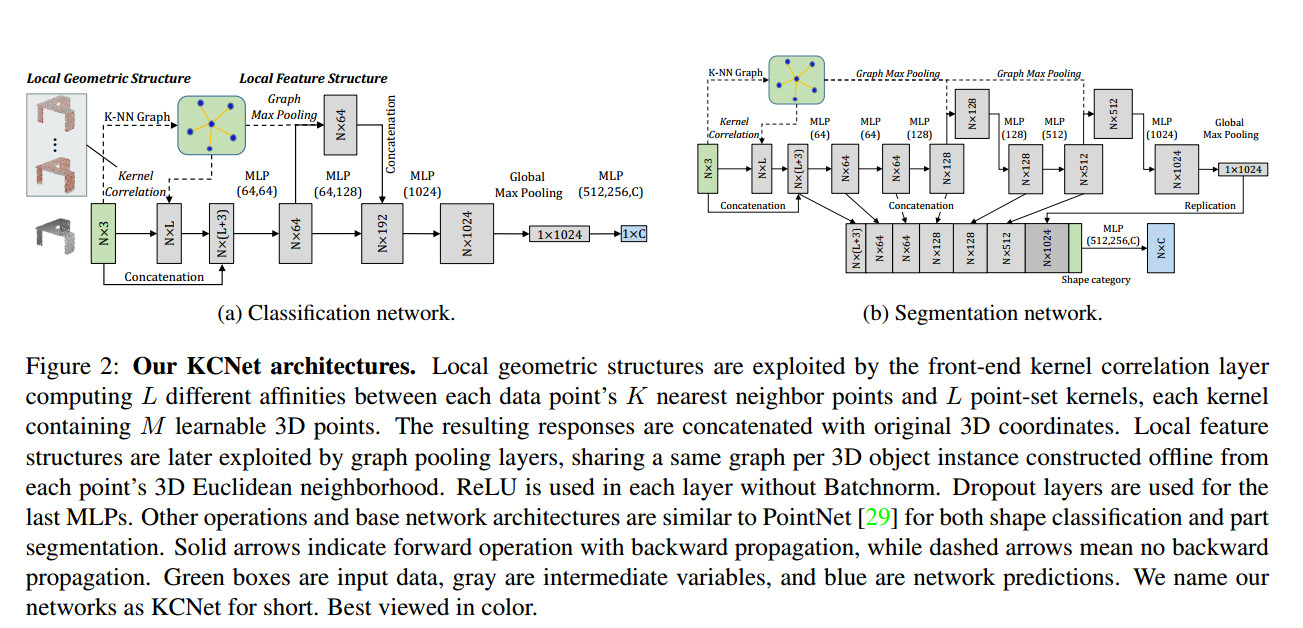 Local Geometric Structure
Local Feature Structure
K-NN Graph
Graph
Max Pooling
N×64
Concatenation
Kernel
Correlation
MLP
(64,64)
MLP
(64,128)
MLP
(1024)
Global
Max Pooling
MLP
(512,256,C)
N×3
N×L
N×(L+3)
N×64
N×192
N×1024
1×1024
1×C
Concatenation
(a) Classification network.
K-NN Graph
Graph Max Pooling
Graph Max Pooling
Kernel
Correlation
MLP
(64)
MLP
(64)
MLP
(128)
N×128
MLP
(128)
MLP
(512)
N×512
MLP
(1024)
Global
Max Pooling
N×3
N×L
N×(L+3)
N×64
N×64
N×128
N×128
N×512
N×1024
1×1024
Concatenation
Concatenation
Replication
N×(L+3)
N×64
N×64
N×128
N×128
N×512
N×1024
MLP
(512,256,C)
N×C
Shape category
(b) Segmentation network.
Figure 2: Our KCNet architectures. Local geometric structures are exploited by the front-end kernel correlation layer
computing L different affinities between each data point's K nearest neighbor points and L point-set kernels, each kernel
containing M learnable 3D points. The resulting responses are concatenated with original 3D coordinates. Local feature
structures are later exploited by graph pooling layers, sharing a same graph per 3D object instance constructed offline from
each point's 3D Euclidean neighborhood. ReLU is used in each layer without Batchnorm. Dropout layers are used for the
last MLPs. Other operations and base network architectures are similar to PointNet [29] for both shape classification and part
segmentation. Solid arrows indicate forward operation with backward propagation, while dashed arrows mean no backward
propagation. Green boxes are input data, gray are intermediate variables, and blue are network predictions. We name our
networks as KCNet for short. Best viewed in color.